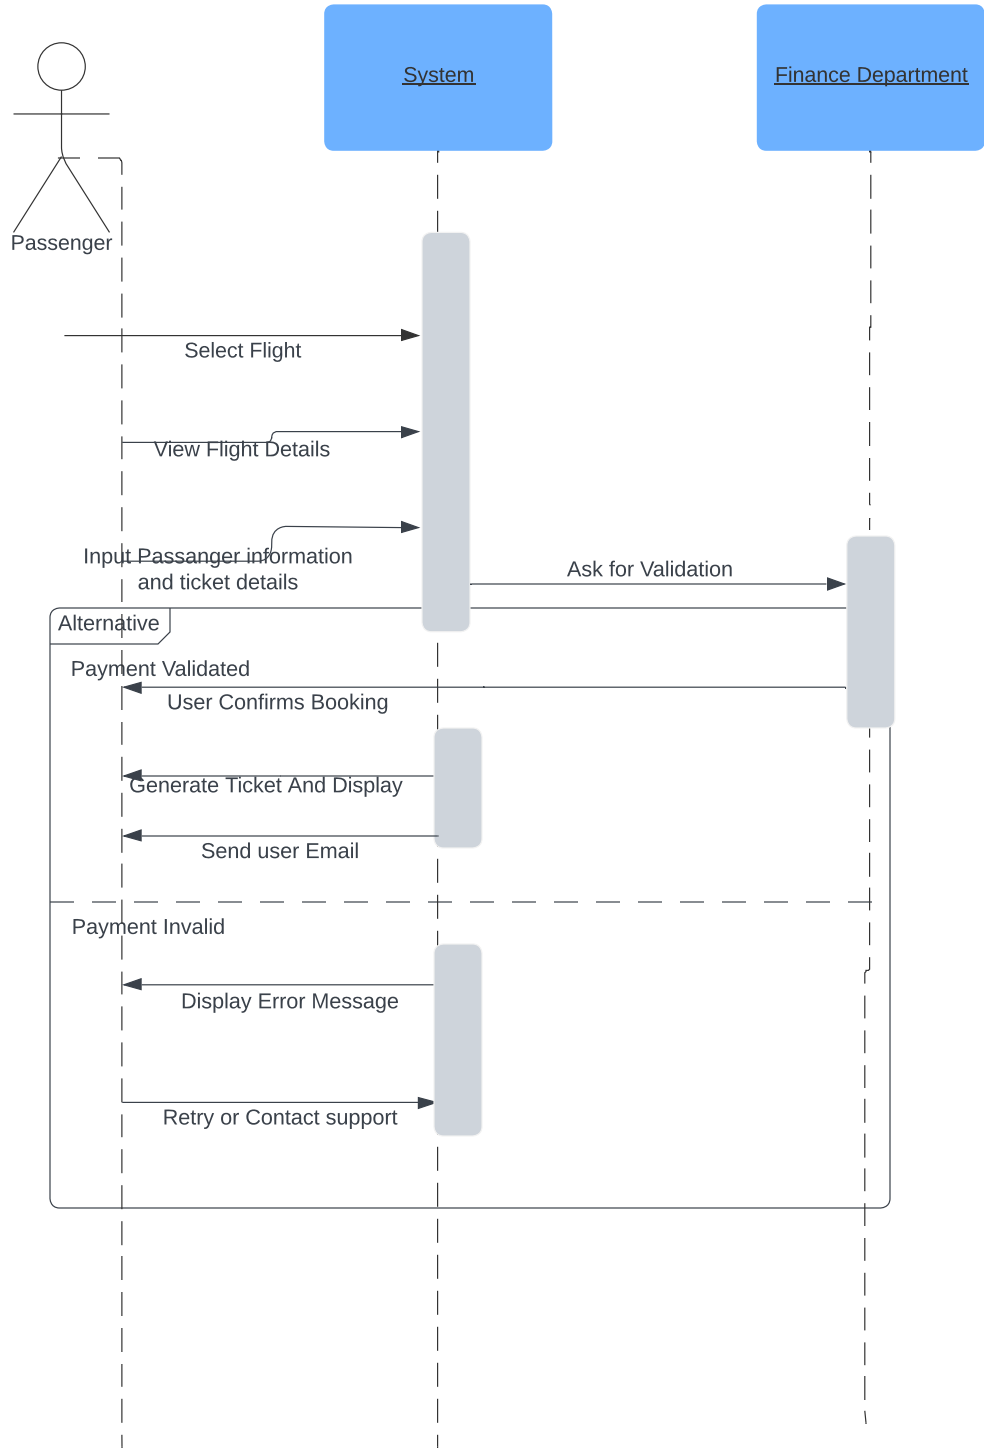 System
Finance Department
Passenger
Select Flight
View Flight Details
Input Passanger information
and ticket details
Ask for Validation
Alternative
Payment Validated
User Confirms Booking
Generate Ticket And Display
Send user Email
Payment Invalid
Display Error Message
Retry or Contact support